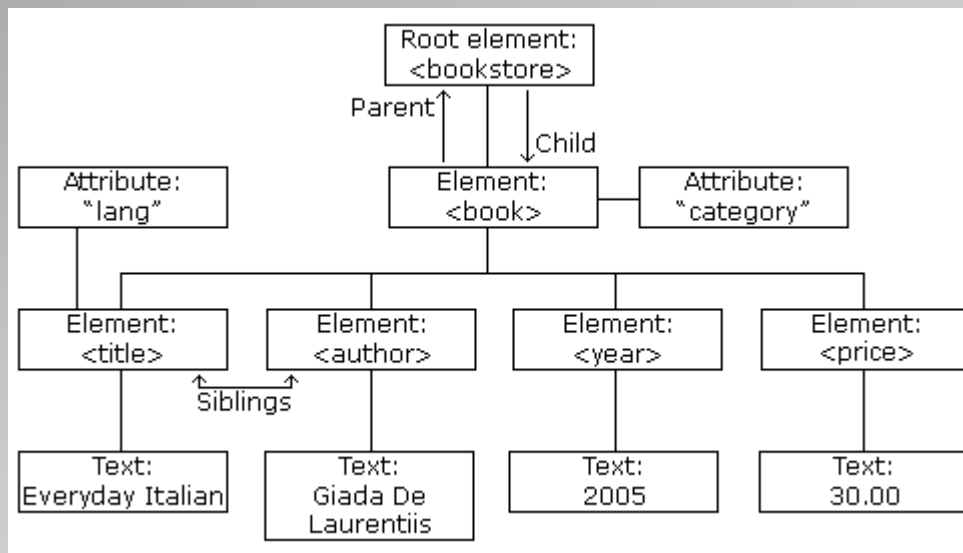 Root element:
<bookstore>
Parent
Child
Attribute:
“lang”
Element:
<book>
Attribute:
“category”
Element:
<title>
Element:
<author>
Element:
<year>
Element:
<price>
Siblings
Text:
Everyday Italian
Text:
Giada De
Laurentiis
Text:
2005
Text:
30.00